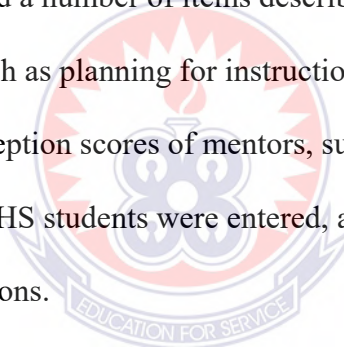 d a number of items describ
h as planning for instructio
eption scores of mentors, su
HS students were entered, a
ons.
EDUCATION FOR SERVICE